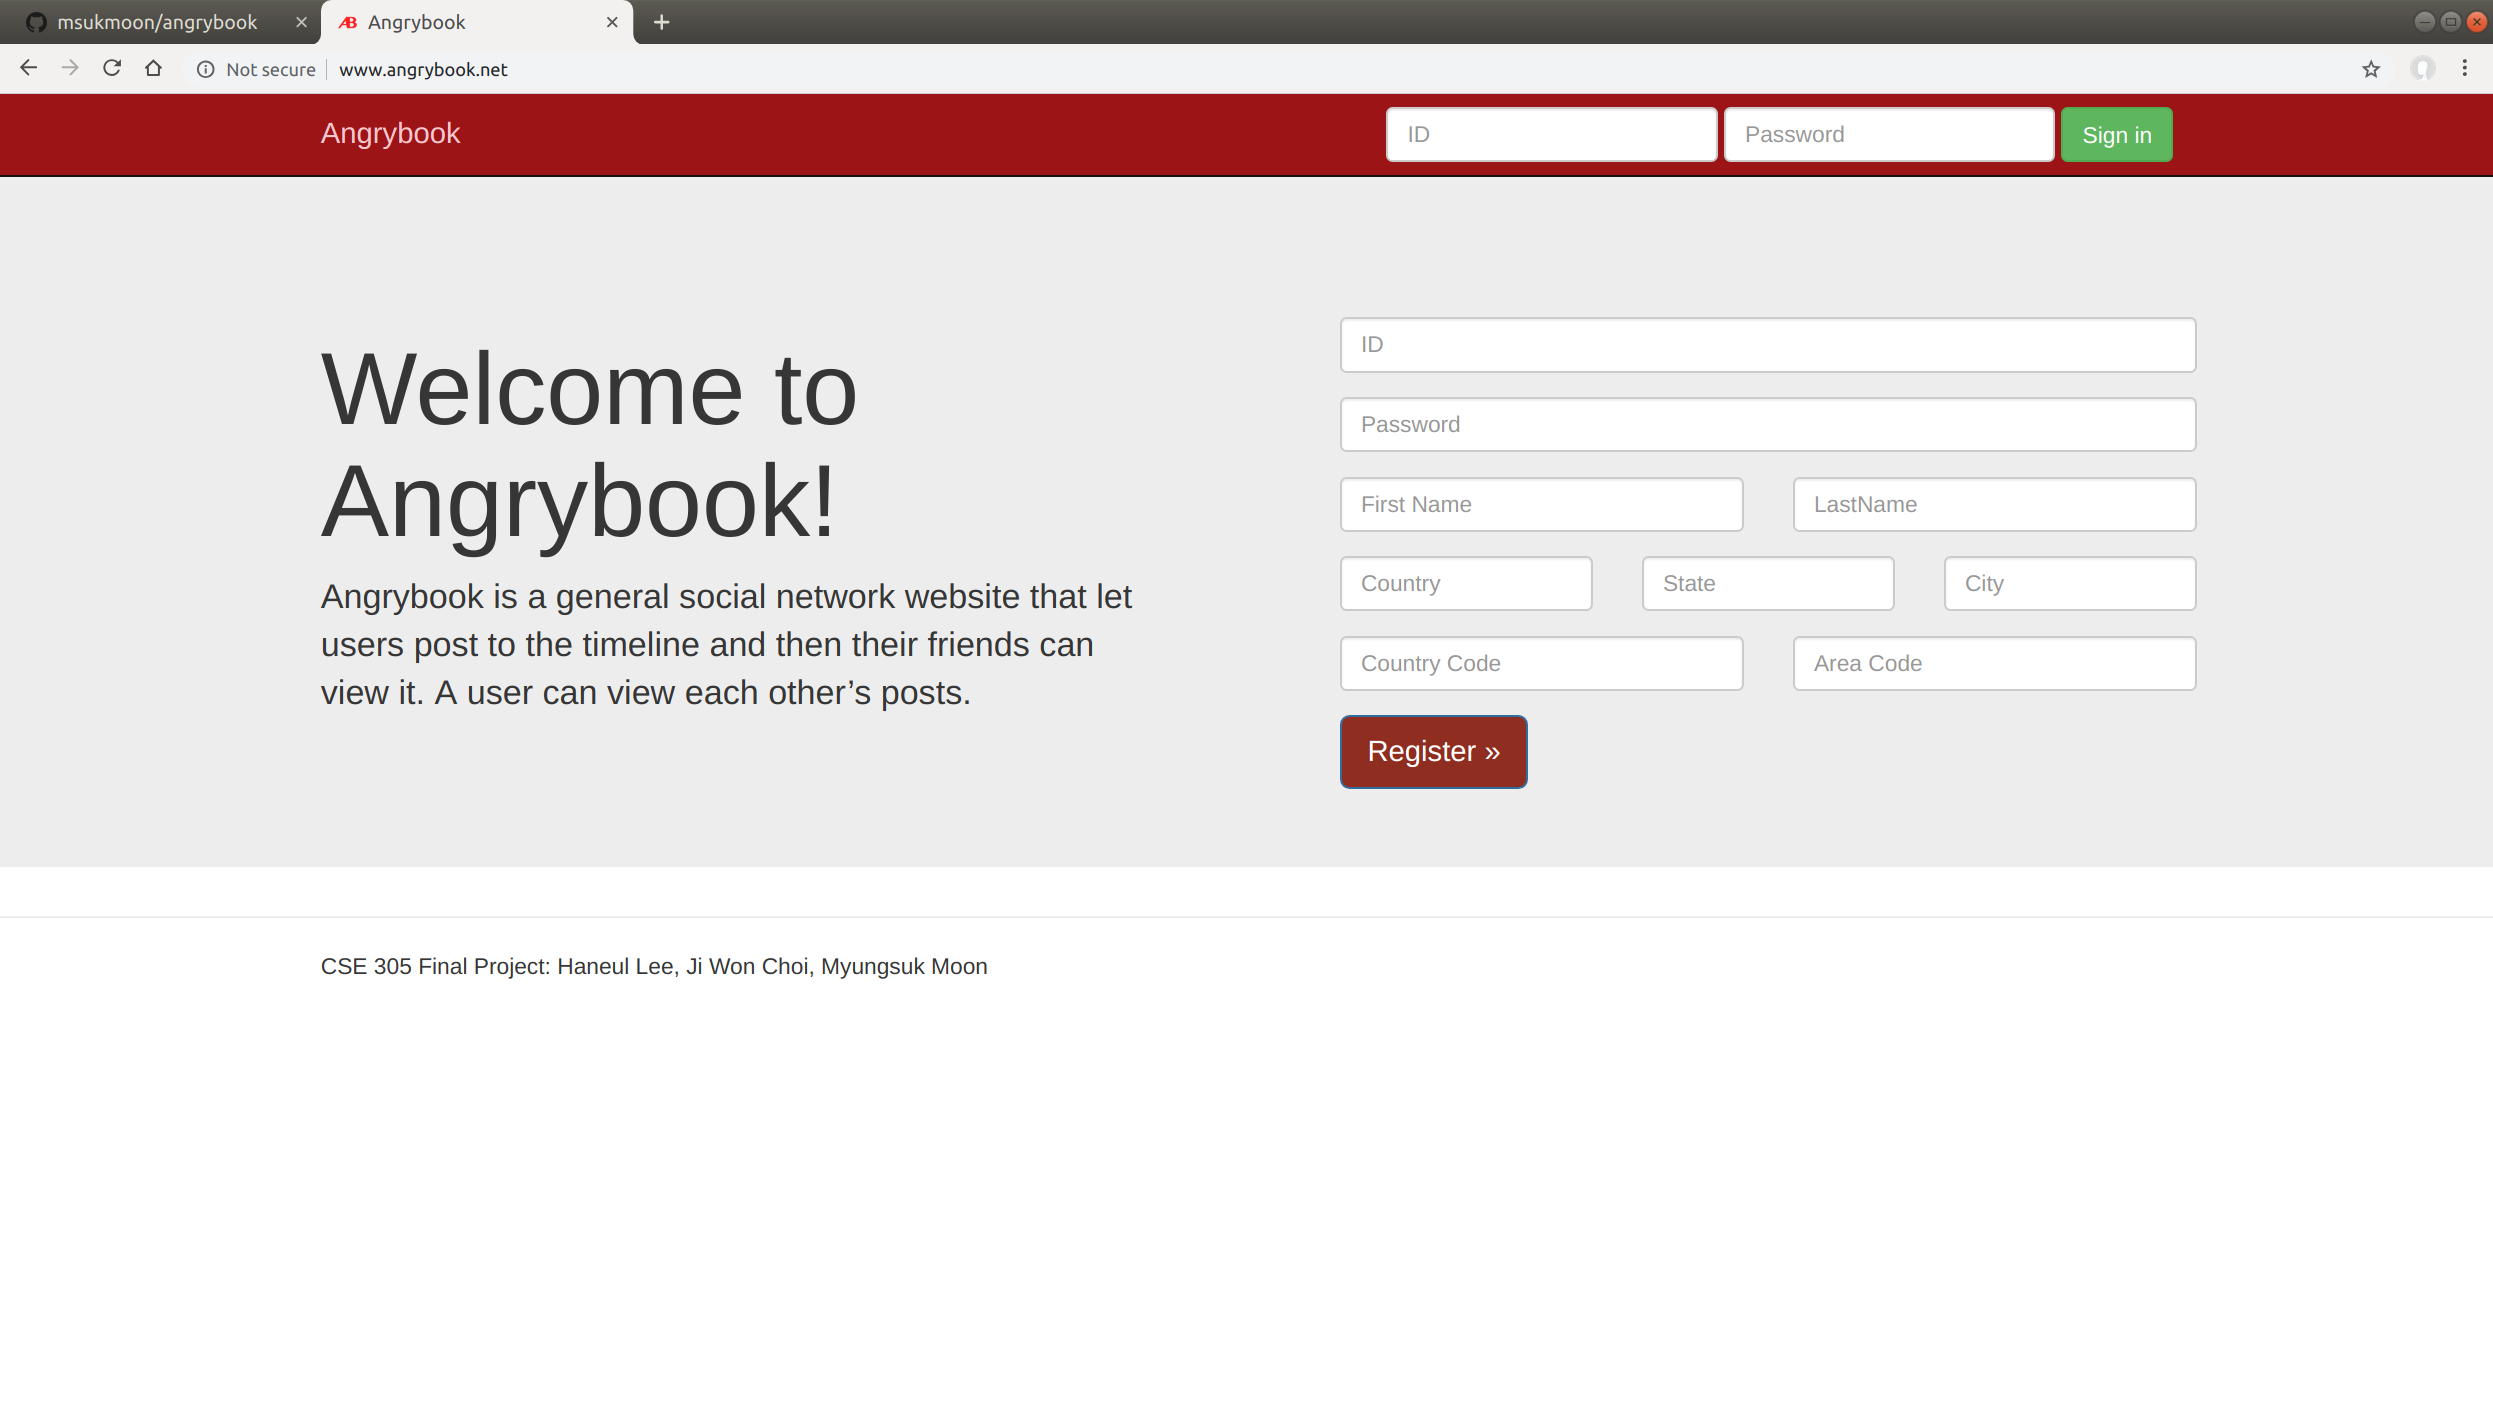 msukmoon/angrybook
AB Angrybook
Not secure www.angrybook.net
Angrybook ID Password Sign in
Welcome to
Angrybook!
Angrybook is a general social network website that let
users post to the timeline and then their friends can
view it. A user can view each other’s posts.
ID
Password
First Name LastName
Country State City
Country Code Area Code
Register »
CSE 305 Final Project: Haneul Lee, Ji Won Choi, Myungsuk Moon